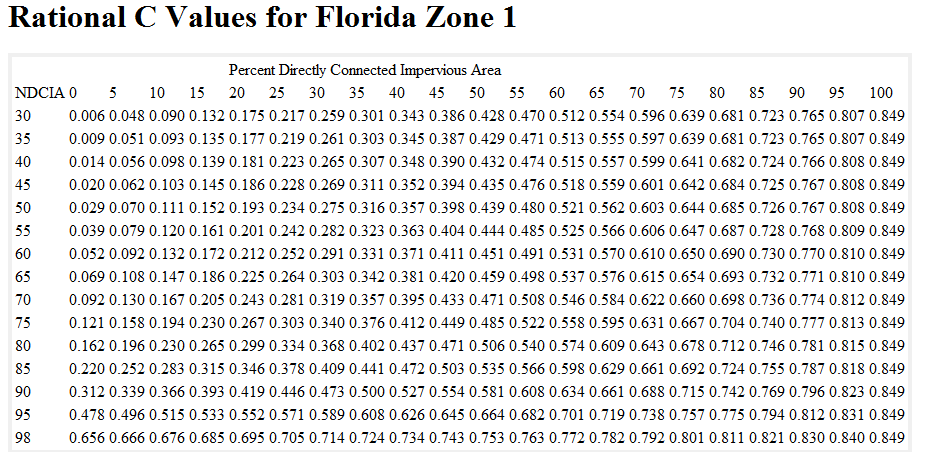 Rational C Values for Florida Zone 1
Percent Directly Connected Impervious Area
NDCIA 0 5 10 15 20 25 30 35 40 45 50 55 60 65 70 75 80 85 90 95 100
30 0.006 0.048 0.090 0.132 0.175 0.217 0.259 0.301 0.343 0.386 0.428 0.470 0.512 0.554 0.596 0.639 0.681 0.723 0.765 0.807 0.849
35 0.009 0.051 0.093 0.135 0.177 0.219 0.261 0.303 0.345 0.387 0.429 0.471 0.513 0.555 0.597 0.639 0.681 0.723 0.765 0.807 0.849
40 0.014 0.056 0.098 0.139 0.181 0.223 0.265 0.307 0.348 0.390 0.432 0.474 0.515 0.557 0.599 0.641 0.682 0.724 0.766 0.808 0.849
45 0.020 0.062 0.103 0.145 0.186 0.228 0.269 0.311 0.352 0.394 0.435 0.476 0.518 0.559 0.601 0.642 0.684 0.725 0.767 0.808 0.849
50 0.029 0.070 0.111 0.152 0.193 0.234 0.275 0.316 0.357 0.398 0.439 0.480 0.521 0.562 0.603 0.644 0.685 0.726 0.767 0.808 0.849
55 0.039 0.079 0.120 0.161 0.201 0.242 0.282 0.323 0.363 0.404 0.444 0.485 0.525 0.566 0.606 0.647 0.687 0.728 0.768 0.809 0.849
60 0.052 0.092 0.132 0.172 0.212 0.252 0.291 0.331 0.371 0.411 0.451 0.491 0.531 0.570 0.610 0.650 0.690 0.730 0.770 0.810 0.849
65 0.069 0.108 0.147 0.186 0.225 0.264 0.303 0.342 0.381 0.420 0.459 0.498 0.537 0.576 0.615 0.654 0.693 0.732 0.771 0.810 0.849
70 0.092 0.130 0.167 0.205 0.243 0.281 0.319 0.357 0.395 0.433 0.471 0.508 0.546 0.584 0.622 0.660 0.698 0.736 0.774 0.812 0.849
75 0.121 0.158 0.194 0.230 0.267 0.303 0.340 0.376 0.412 0.449 0.485 0.522 0.558 0.595 0.631 0.667 0.704 0.740 0.777 0.813 0.849
80 0.162 0.196 0.230 0.265 0.299 0.334 0.368 0.402 0.437 0.471 0.506 0.540 0.574 0.609 0.643 0.678 0.712 0.746 0.781 0.815 0.849
85 0.220 0.252 0.283 0.315 0.346 0.378 0.409 0.441 0.472 0.503 0.535 0.566 0.598 0.629 0.661 0.692 0.724 0.755 0.787 0.818 0.849
90 0.312 0.339 0.366 0.393 0.419 0.446 0.473 0.500 0.527 0.554 0.581 0.608 0.634 0.661 0.688 0.715 0.742 0.769 0.796 0.823 0.849
95 0.478 0.496 0.515 0.533 0.552 0.571 0.589 0.608 0.626 0.645 0.664 0.682 0.701 0.719 0.738 0.757 0.775 0.794 0.812 0.831 0.849
98 0.656 0.666 0.676 0.685 0.695 0.705 0.714 0.724 0.734 0.743 0.753 0.763 0.772 0.782 0.792 0.801 0.811 0.821 0.830 0.840 0.849